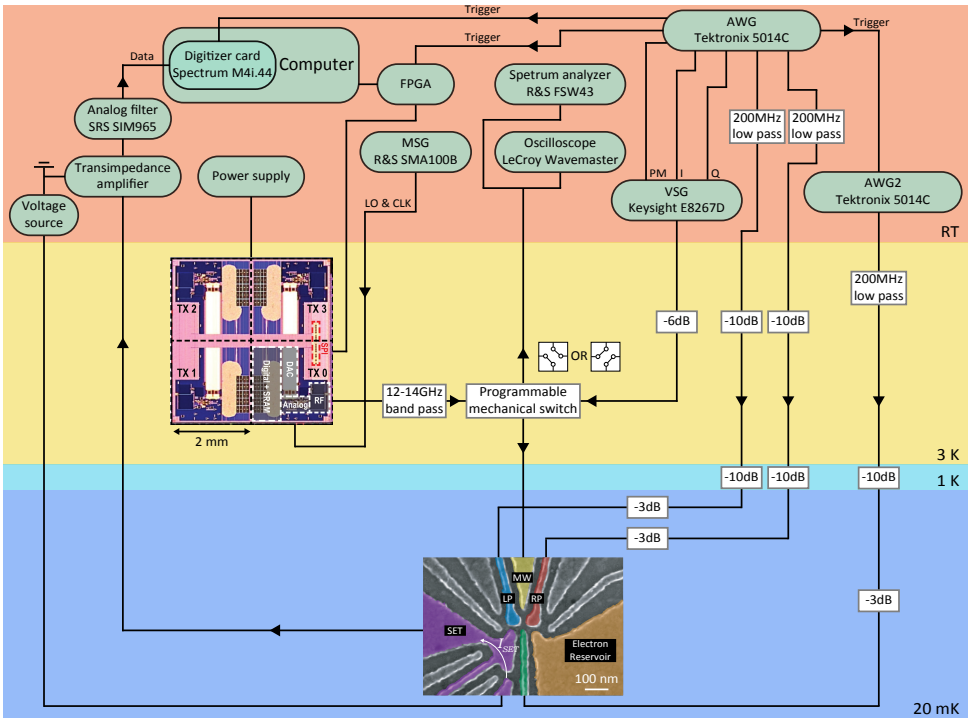 Trigger
AWG
Tektronix 5014C
Trigger
Data
Digitizer card
Spectrum M4i.44
Computer
Trigger
FPGA
Spetrum analyzer
R&S FSW43
Analog filter
SRS SIM965
200MHz
low pass
200MHz
low pass
MSG
R&S SMA100B
Oscilloscope
LeCroy Wavemaster
Transimpedance
amplifier
Power supply
PM
I
Q
VSG
Keysight E8267D
AWG2
Tektronix 5014C
Voltage
source
LO & CLK
RT
200MHz
low pass
TX 2
TX 3
SPI
-6dB
-10dB
-10dB
OR
TX 1
TX 0
Digital + SRAM
DAC
Analog
RF
12-14GHz
band pass
Programmable
mechanical switch
2 mm
3 K
-10dB
-10dB
-10dB
1 K
-3dB
-3dB
MW
LP
RP
-3dB
SET
I_SET
Electron
Reservoir
100 nm
20 mK